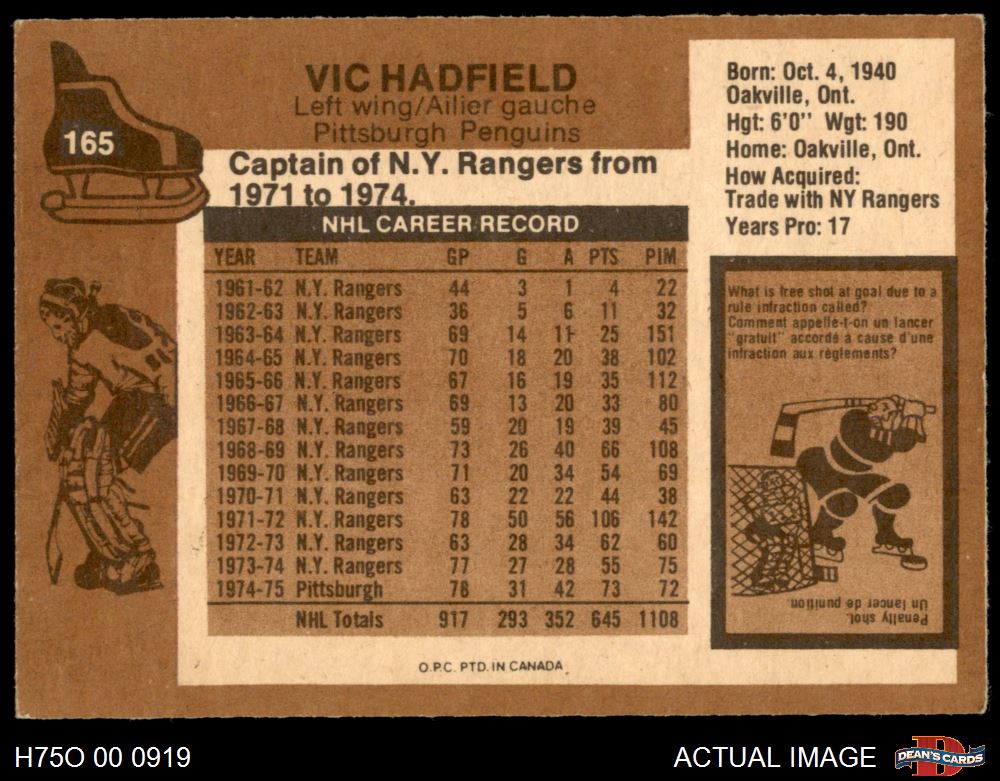 165
VIC HADFIELD
Left wing/Ailier gauche
Pittsburgh Penguins
Captain of N.Y. Rangers from
1971 to 1974.
NHL CAREER RECORD
YEAR TEAM GP G A PTS PIM
1961-62 N.Y. Rangers 44 3 1 4 22
1962-63 N.Y. Rangers 36 5 6 11 32
1963-64 N.Y. Rangers 69 14 11 25 151
1964-65 N.Y. Rangers 70 18 20 38 102
1965-66 N.Y. Rangers 67 16 19 35 112
1966-67 N.Y. Rangers 69 13 20 33 80
1967-68 N.Y. Rangers 59 20 19 39 45
1968-69 N.Y. Rangers 73 26 40 66 108
1969-70 N.Y. Rangers 71 20 34 54 69
1970-71 N.Y. Rangers 63 22 22 44 38
1971-72 N.Y. Rangers 78 50 56 106 142
1972-73 N.Y. Rangers 63 28 34 62 60
1973-74 N.Y. Rangers 77 27 28 55 75
1974-75 Pittsburgh 78 31 42 73 72
NHL Totals 917 293 352 645 1108
O.P.C. PTD. IN CANADA
Born: Oct. 4, 1940
Oakville, Ont.
Hgt: 6'0" Wgt: 190
Home: Oakville, Ont.
How Acquired:
Trade with NY Rangers
Years Pro: 17
What is free shot at goal due to a
rule infraction called?
Comment appelle-t-on un lancer
"gratuit" accordé à cause d'une
infraction aux règlements?
Penalty shot.
Un lancer de punition
H75O 00 0919
ACTUAL IMAGE
D
DEAN'S CARDS